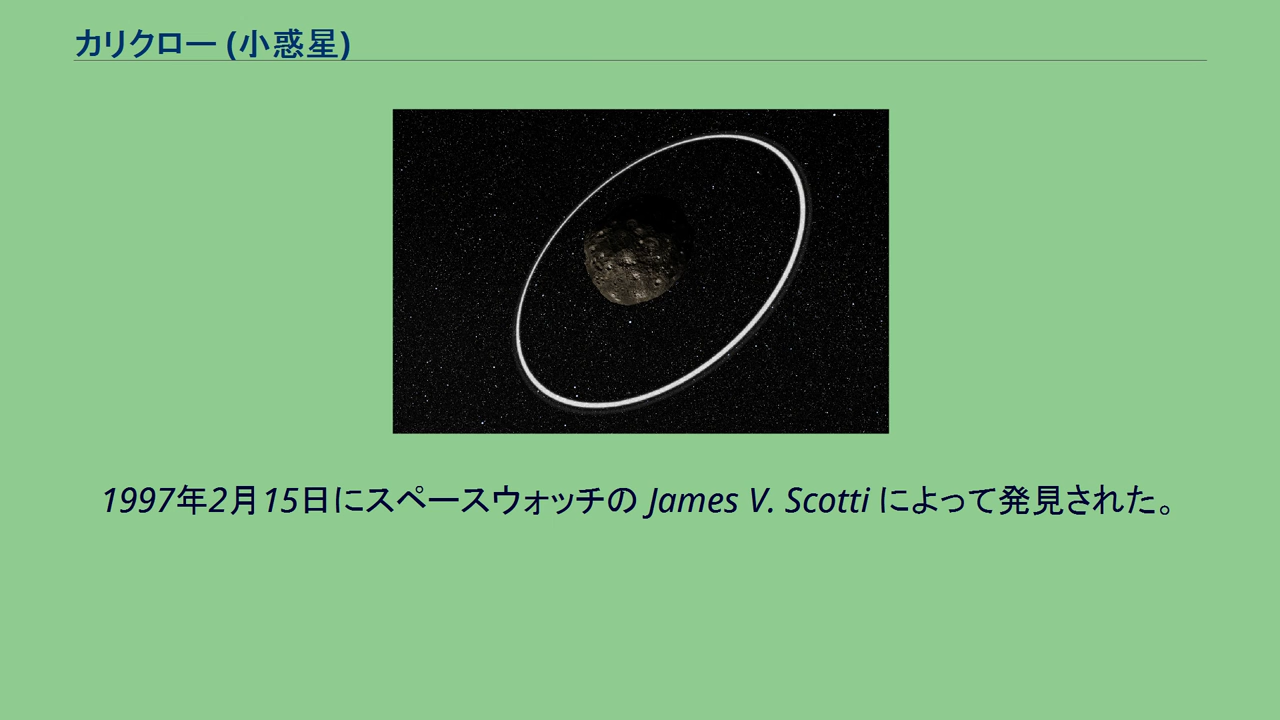 カリクロー (小惑星)
1997年2月15日にスペースウォッチの James V. Scotti によって発見された。